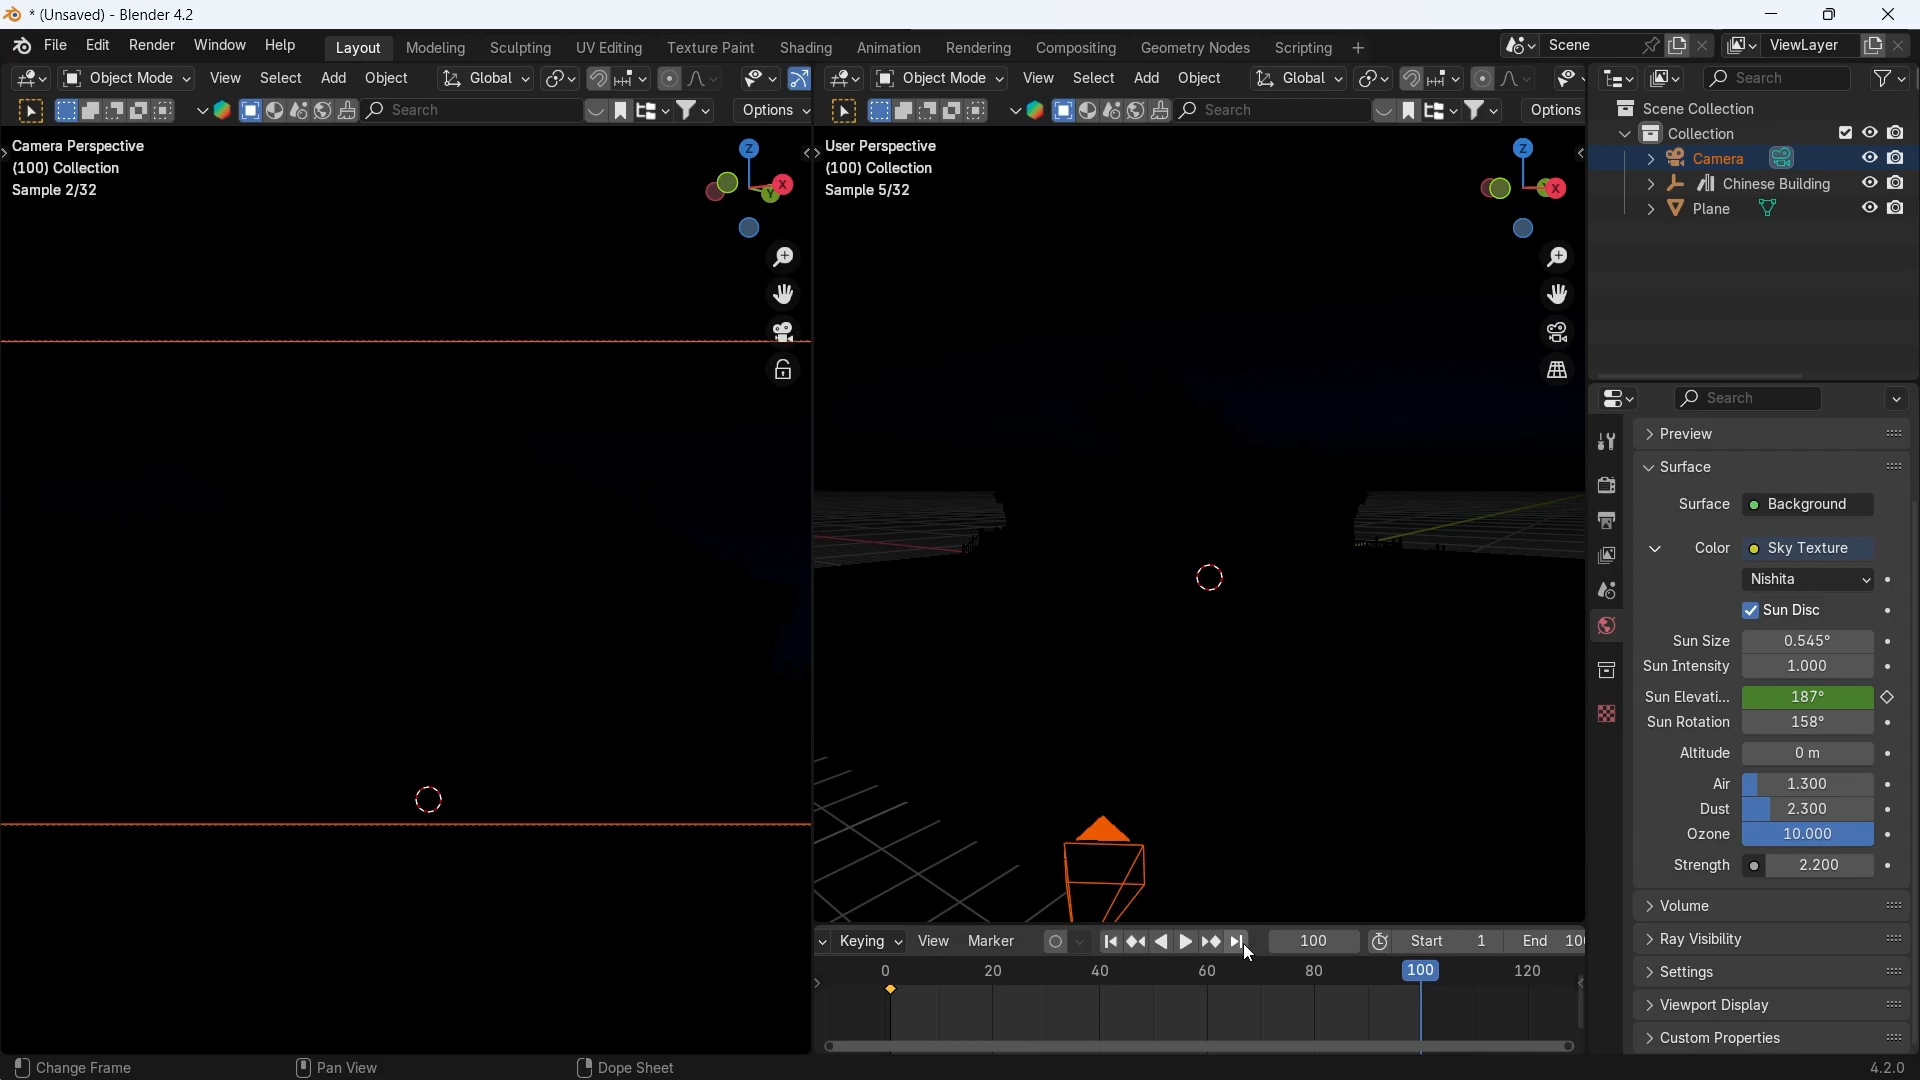 * (Unsaved) - Blender 4.2
File Edit Render Window Help Layout Modeling Sculpting UV Editing Texture Paint Shading Animation Rendering Compositing Geometry Nodes Scripting + Scene ViewLayer
Object Mode View Select Add Object Global Object Mode View Select Add Object Global Search
Search Options Search Options
Scene Collection
Collection
Camera
Chinese Building
Plane
Camera Perspective
(100) Collection
Sample 2/32
Z
X
Y
User Perspective
(100) Collection
Sample 5/32
Z
X
Search
Preview
Surface
Surface Background
Color Sky Texture
Nishita
Sun Disc
Sun Size 0.545°
Sun Intensity 1.000
Sun Elevati... 187°
Sun Rotation 158°
Altitude 0 m
Air 1.300
Dust 2.300
Ozone 10.000
Strength 2.200
Volume
Ray Visibility
Settings
Viewport Display
Custom Properties
Keying View Marker 100 Start 1 End
0 20 40 60 80 100 120
Change Frame Pan View Dope Sheet 4.2.0